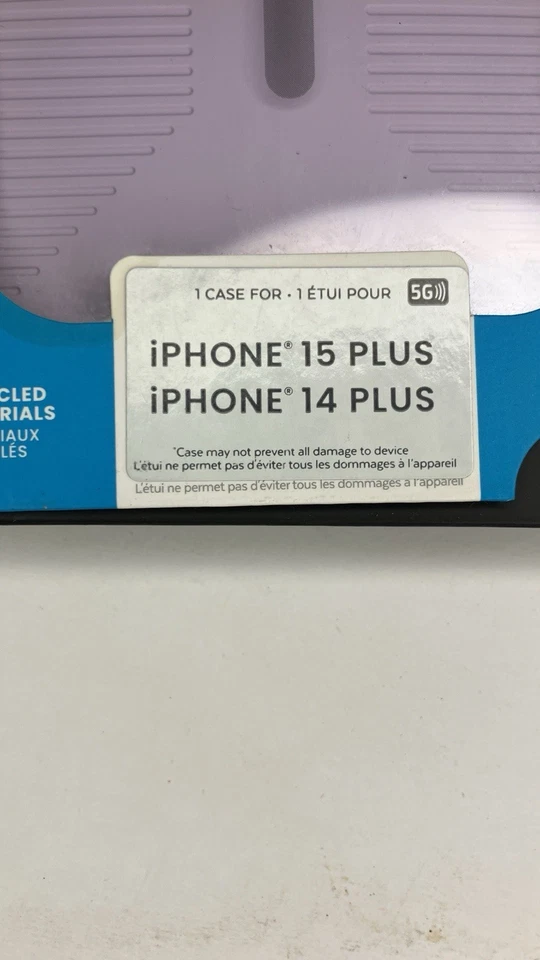 1 CASE FOR • 1 ÉTUI POUR 5G
iPHONE® 15 PLUS
iPHONE® 14 PLUS
*Case may not prevent all damage to device
L'étui ne permet pas d'éviter tous les dommages à l'appareil
L'étui ne permet pas d'éviter tous les dommages à l'appareil
CLED
RIALS
IAUX
LÉS